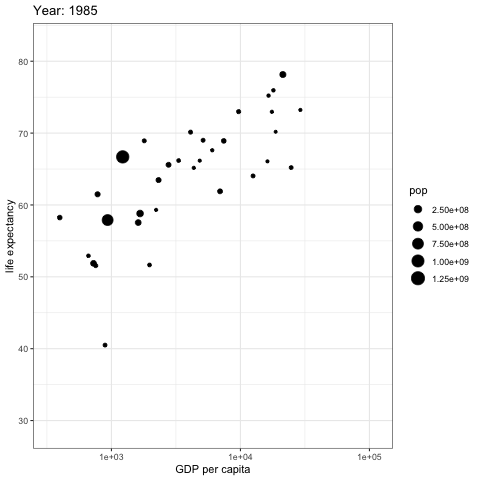 Year: 1985
80
70
60
50
40
30
life expectancy
1e+03
1e+04
1e+05
GDP per capita
pop
2.50e+08
5.00e+08
7.50e+08
1.00e+09
1.25e+09